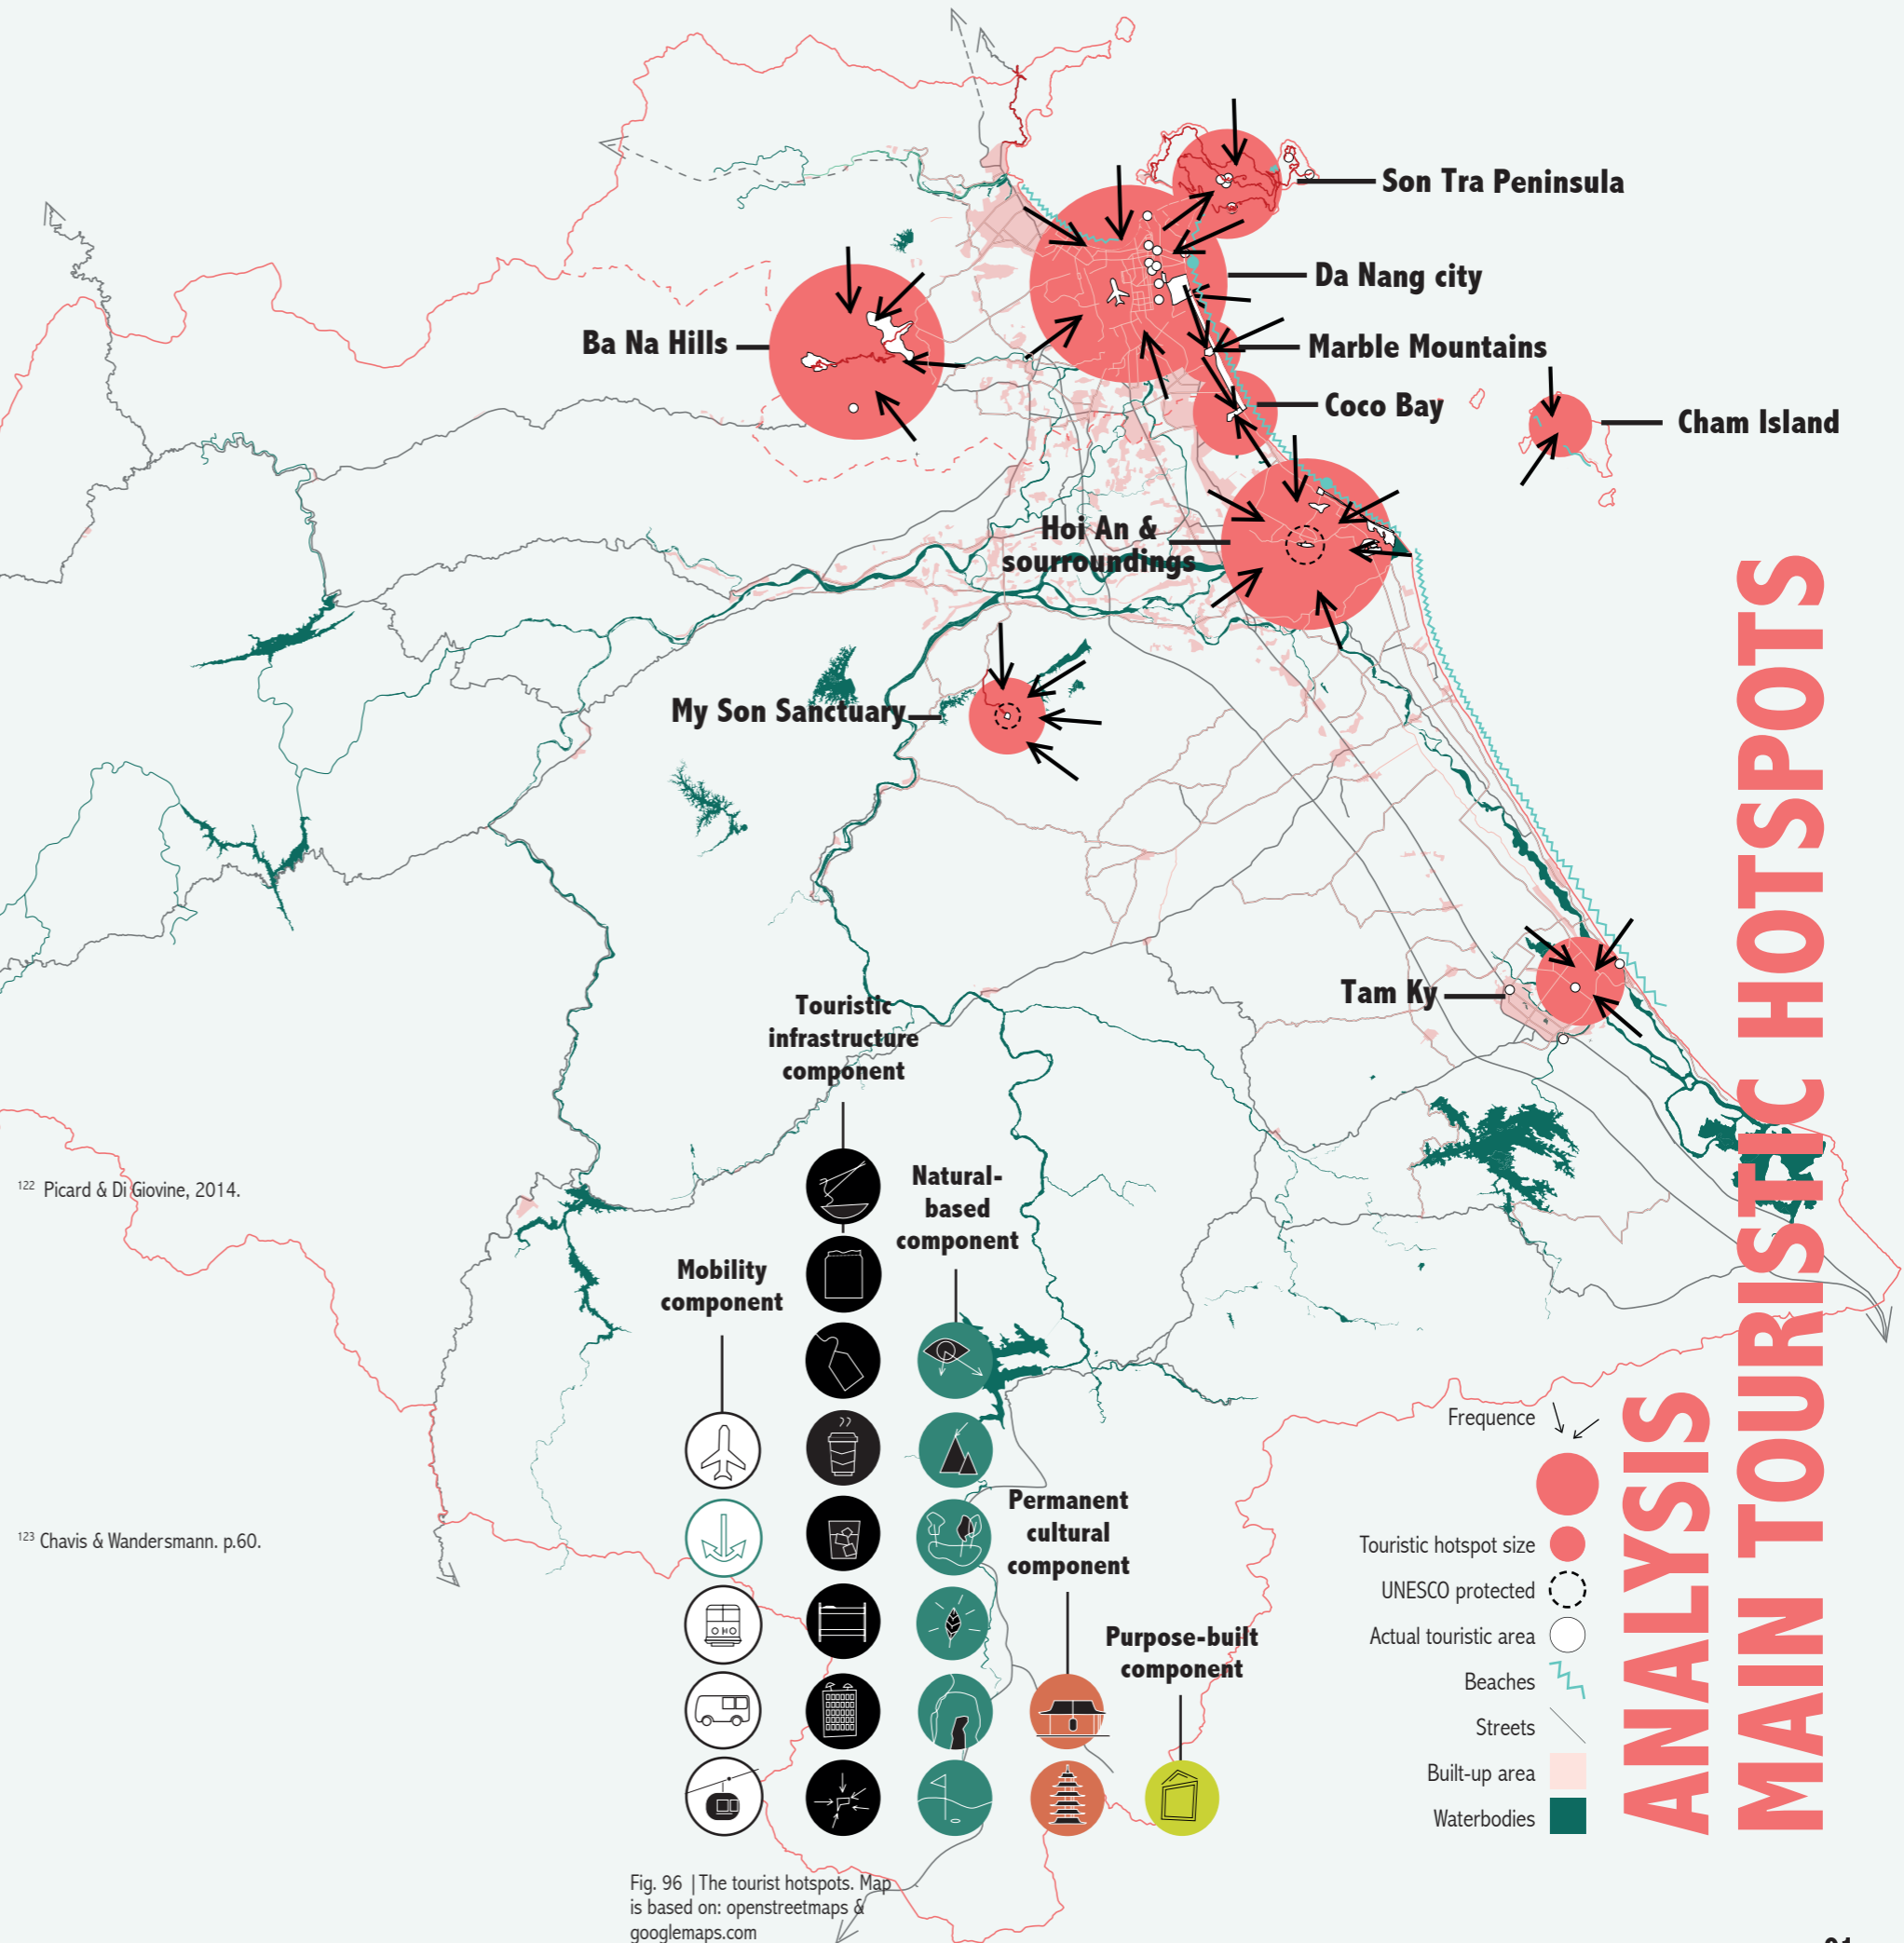 Son Tra Peninsula
Da Nang city
Ba Na Hills
Marble Mountains
Coco Bay
Cham Island
Hoi An &
sourroundings
My Son Sanctuary
Tam Ky
Touristic
infrastructure
component
Natural-
based
component
Mobility
component
Permanent
cultural
component
Purpose-built
component
122 Picard & Di Giovine, 2014.
123 Chavis & Wandersmann. p.60.
Frequence
Touristic hotspot size
UNESCO protected
Actual touristic area
Beaches
Streets
Built-up area
Waterbodies
ANALYSIS
MAIN TOURISTIC HOTSPOTS
Fig. 96 | The tourist hotspots. Map
is based on: openstreetmaps &
googlemaps.com